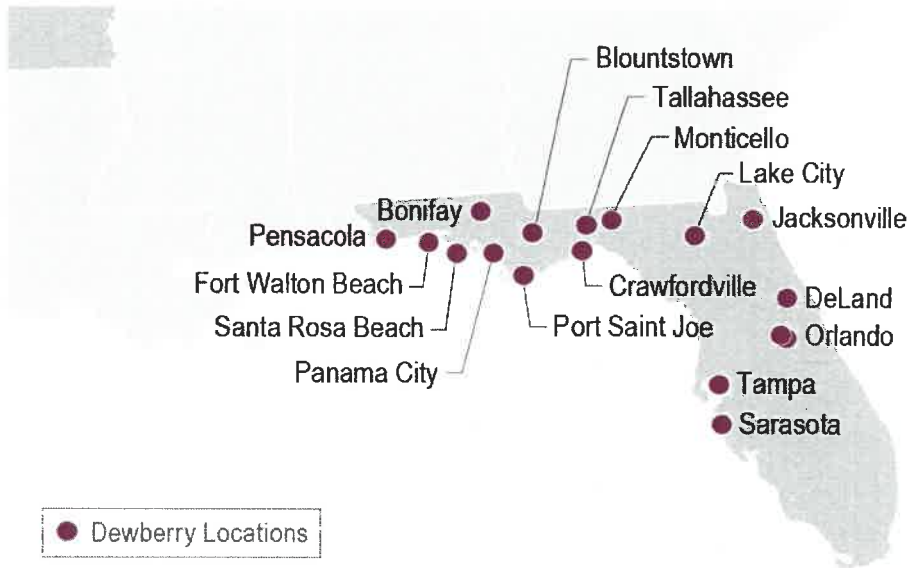 Blountstown
Tallahassee
Monticello
Lake City
Bonifay
Jacksonville
Pensacola
Fort Walton Beach
Crawfordville
DeLand
Santa Rosa Beach
Port Saint Joe
Orlando
Panama City
Tampa
Sarasota
Dewberry Locations